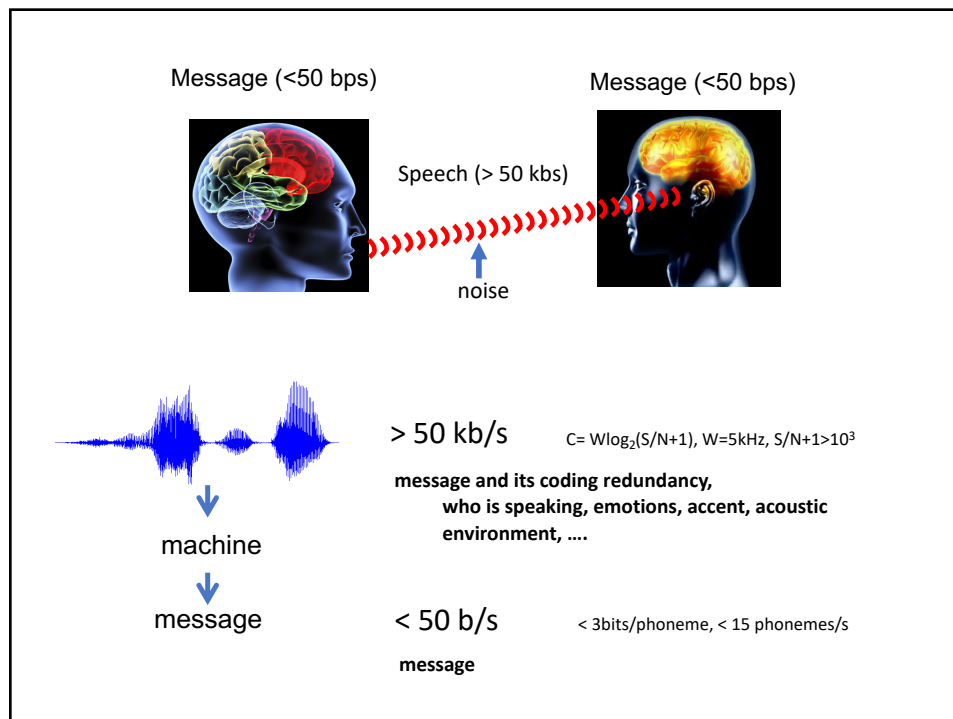 Message (<50 bps)
Message (<50 bps)
Speech (> 50 kbs)
noise
> 50 kb/s
C= Wlog₂(S/N+1), W=5kHz, S/N+1>10³
message and its coding redundancy,
who is speaking, emotions, accent, acoustic
environment, ….
machine
message
< 50 b/s
< 3bits/phoneme, < 15 phonemes/s
message